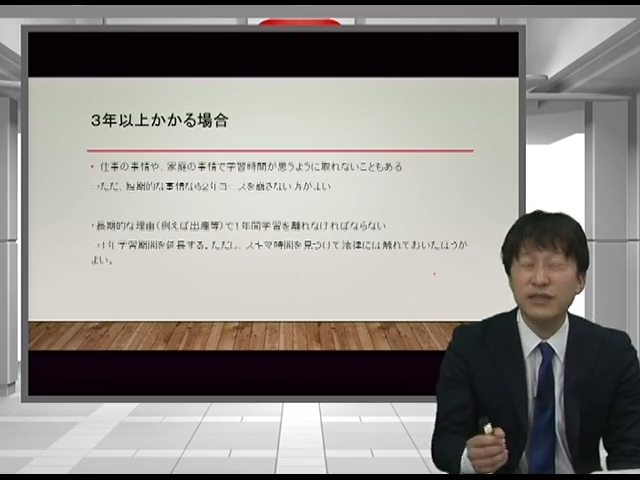 3年以上かかる場合
・ 仕事の事情や、家庭の事情で学習時間が思うように取れないこともある
→ただ、短期的な事情なら2年コースを崩さない方がよい
・長期的な理由(例えば出産等)で1年間学習を離れなければならない
→1年学習期間を延長する。ただし、スキマ時間を見つけて法律には触れておいたほうが
よい。